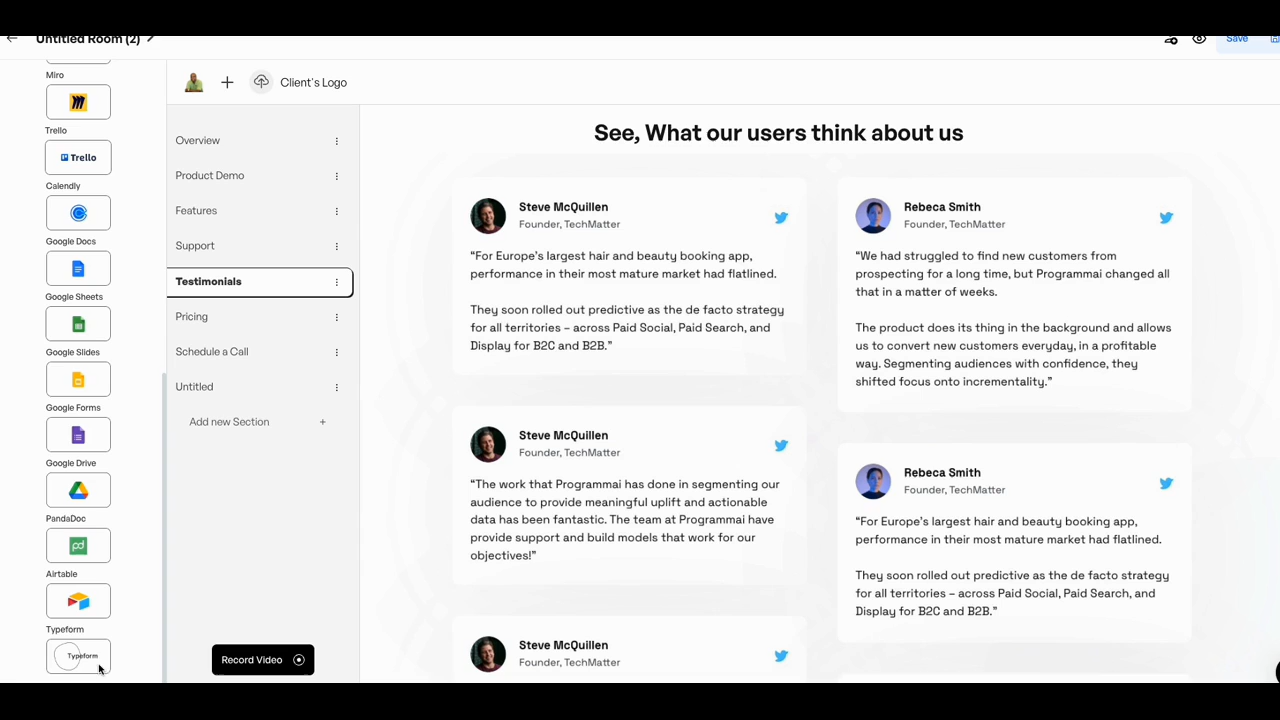 Untitled Room (2)
Save
Miro
Trello
Trello
Calendly
Google Docs
Google Sheets
Google Slides
Google Forms
Google Drive
PandaDoc
pd
Airtable
Typeform
Typeform
Client's Logo
Overview
Product Demo
Features
Support
Testimonials
Pricing
Schedule a Call
Untitled
Add new Section +
Record Video
See, What our users think about us
Steve McQuillen
Founder, TechMatter
“For Europe’s largest hair and beauty booking app,
performance in their most mature market had flatlined.
They soon rolled out predictive as the de facto strategy
for all territories – across Paid Social, Paid Search, and
Display for B2C and B2B.”
Steve McQuillen
Founder, TechMatter
“The work that Programmai has done in segmenting our
audience to provide meaningful uplift and actionable
data has been fantastic. The team at Programmai have
provide support and build models that work for our
objectives!”
Steve McQuillen
Founder, TechMatter
Rebeca Smith
Founder, TechMatter
“We had struggled to find new customers from
prospecting for a long time, but Programmai changed all
that in a matter of weeks.
The product does its thing in the background and allows
us to convert new customers everyday, in a profitable
way. Segmenting audiences with confidence, they
shifted focus onto incrementality.”
Rebeca Smith
Founder, TechMatter
“For Europe’s largest hair and beauty booking app,
performance in their most mature market had flatlined.
They soon rolled out predictive as the de facto strategy
for all territories – across Paid Social, Paid Search, and
Display for B2C and B2B.”